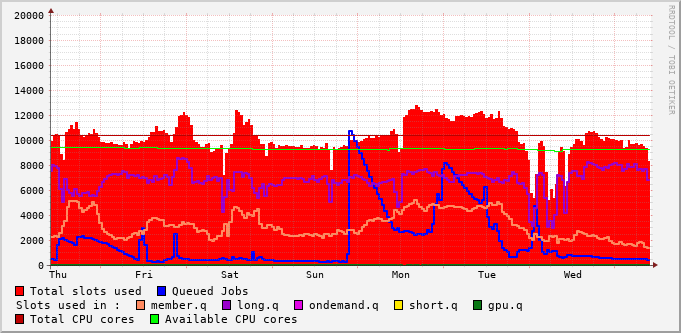 20000
18000
16000
14000
12000
10000
8000
6000
4000
2000
0
Thu Fri Sat Sun Mon Tue Wed
RRDTOOL / TOBI OETIKER
Total slots used Queued Jobs
Slots used in : member.q long.q ondemand.q short.q gpu.q
Total CPU cores Available CPU cores